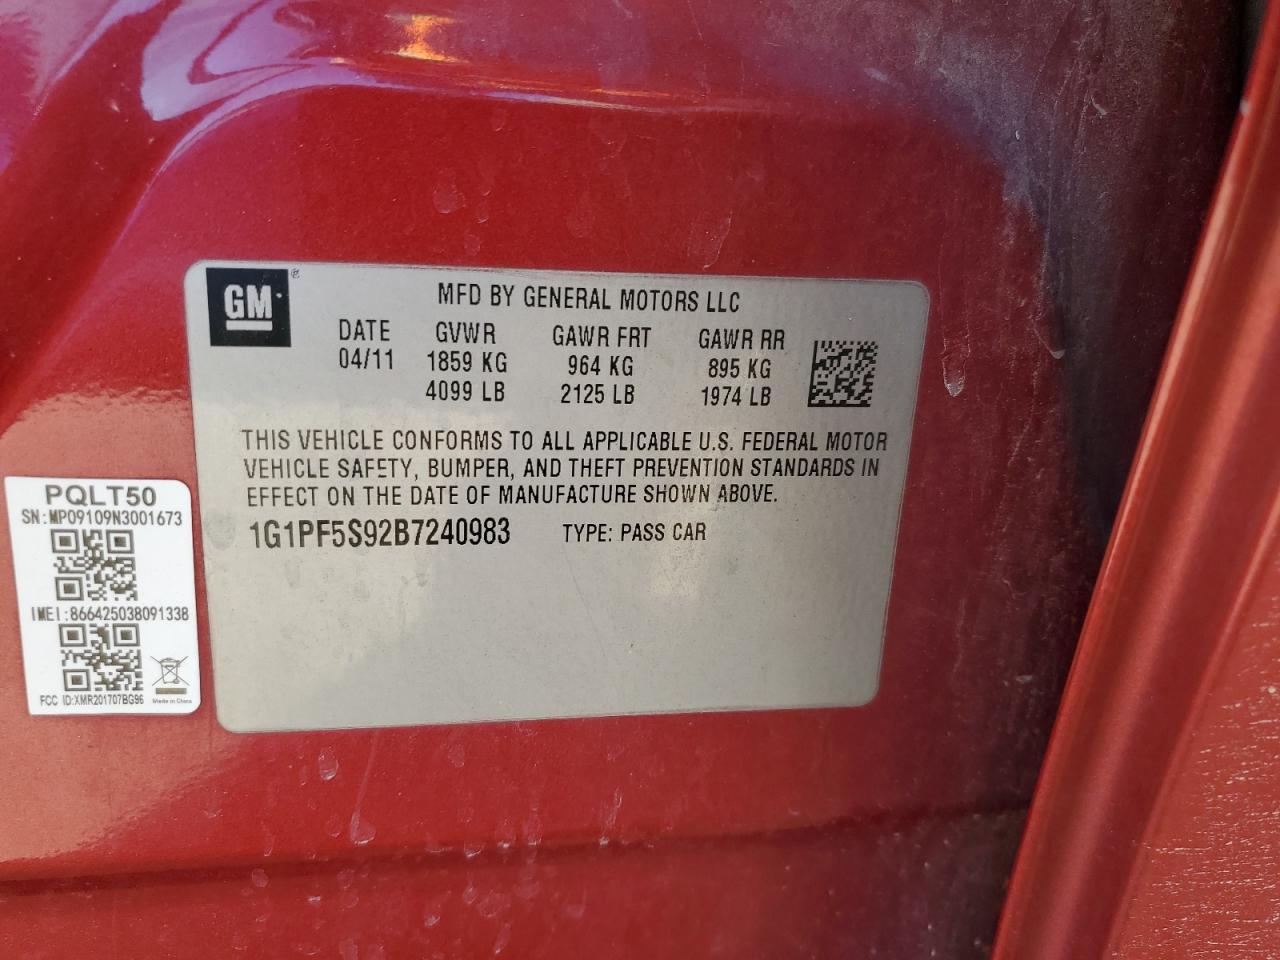 GM
®
MFD BY GENERAL MOTORS LLC
DATE GVWR GAWR FRT GAWR RR
04/11 1859 KG 964 KG 895 KG
4099 LB 2125 LB 1974 LB
THIS VEHICLE CONFORMS TO ALL APPLICABLE U.S. FEDERAL MOTOR
VEHICLE SAFETY, BUMPER, AND THEFT PREVENTION STANDARDS IN
EFFECT ON THE DATE OF MANUFACTURE SHOWN ABOVE.
1G1PF5S92B7240983 TYPE: PASS CAR
PQLT50
SN:MP09109N3001673
IMEI:866425038091338
FCC ID:XMR201707BG96 Made in China